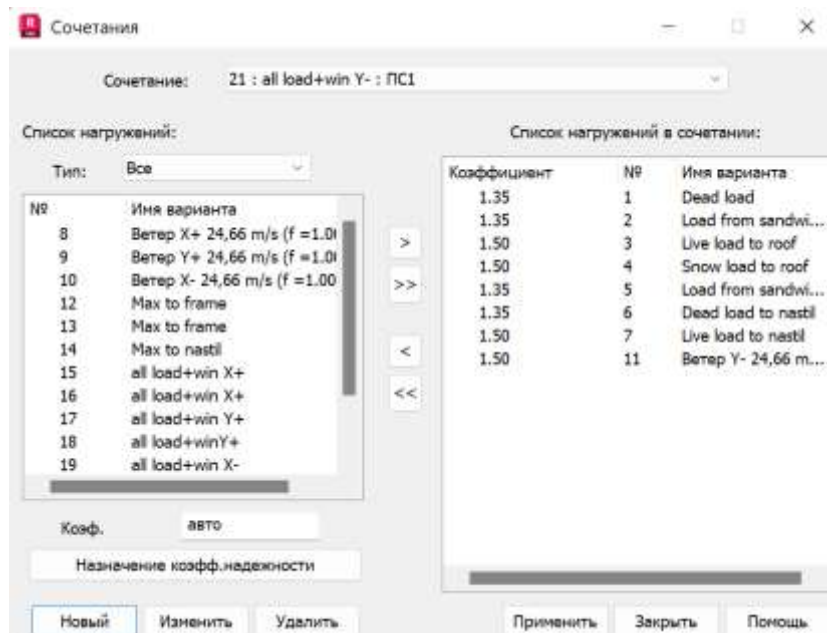 Сочетания
Сочетание: 21 : all load+win Y- : ПС1
Список нагружений:
Тип: Все
№ Имя варианта
8 Ветер X+ 24,66 m/s (f =1.0
9 Ветер Y+ 24,66 m/s (f =1.0
10 Ветер X- 24,66 m/s (f =1.00
12 Max to frame
13 Max to frame
14 Max to nastil
15 all load+win X+
16 all load+win X+
17 all load+win Y+
18 all load+winY+
19 all load+win X-
>
>>
<
<<
Список нагружений в сочетании:
Коэффициент № Имя варианта
1.35 1 Dead load
1.35 2 Load from sandwi...
1.50 3 Live load to roof
1.50 4 Snow load to roof
1.35 5 Load from sandwi...
1.35 6 Dead load to nastil
1.50 7 Live load to nastil
1.50 11 Ветер Y- 24,66 m...
Коэф. авто
Назначение коэфф.надежности
Новый Изменить Удалить Применить Закрыть Помощь